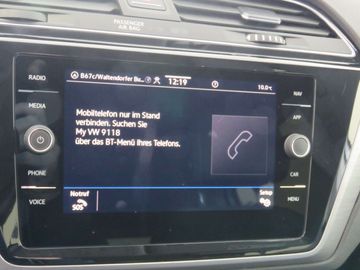 PASSENGER
AIR BAG
RADIO
MEDIA
PHONE
VOICE
B67c/Waltendorfer Bu...
12:19
10.0°C
Mobiltelefon nur im Stand
verbinden. Suchen Sie
My VW 9118
über das BT-Menü Ihres Telefons.
Notruf
SOS
Setup
NAV
APP
CAR
MENU